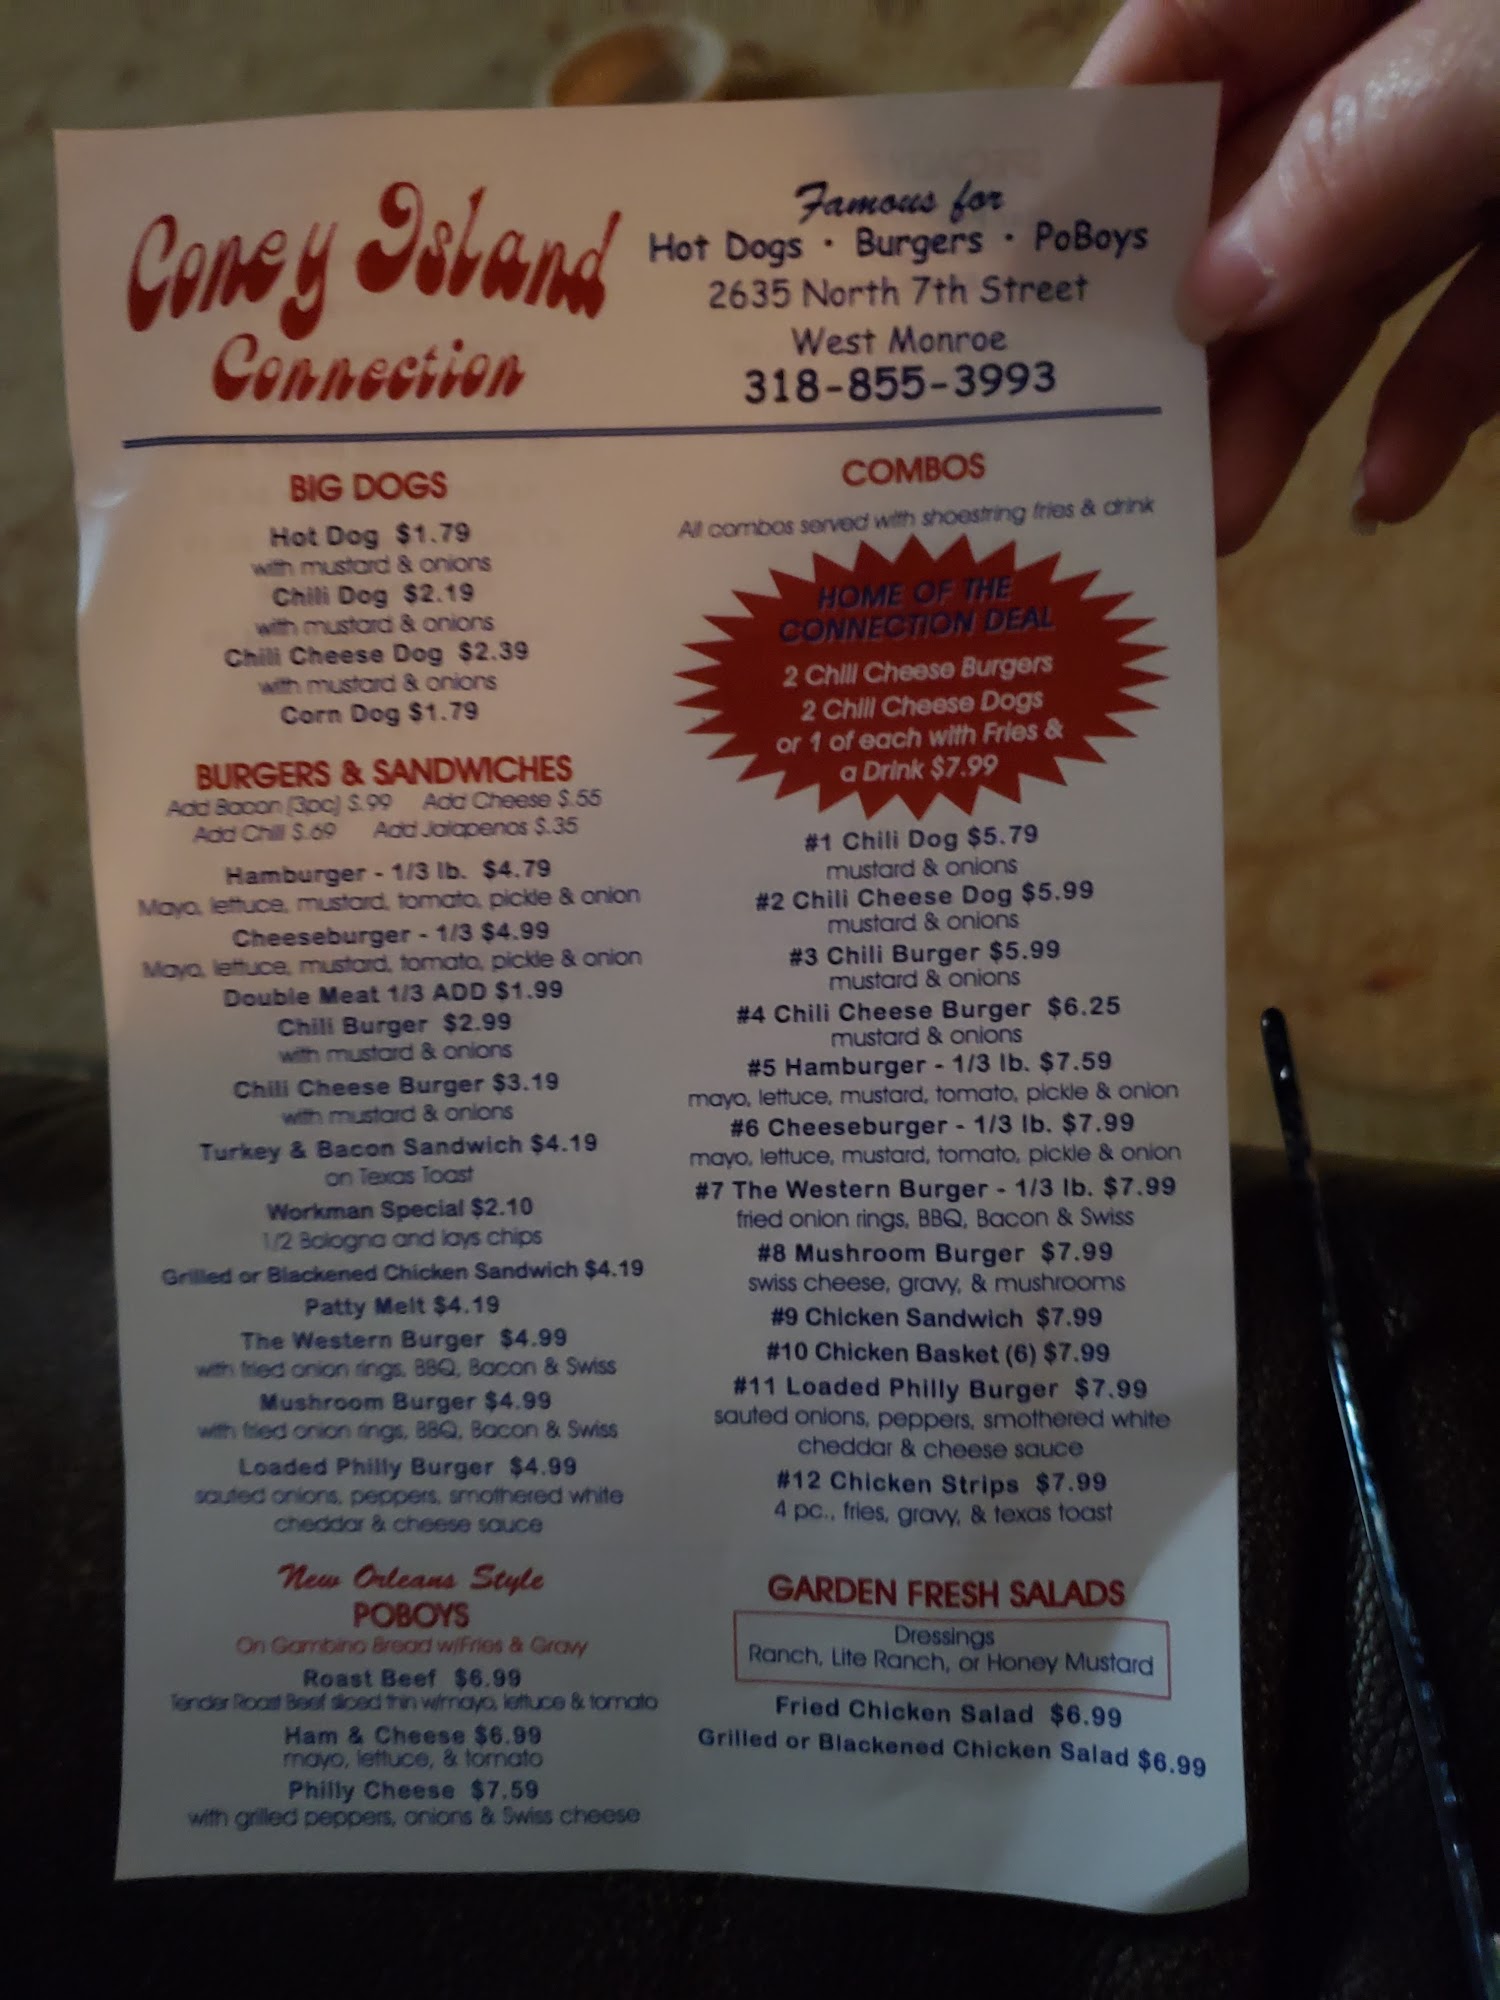 Coney Island
Connection
Famous for
Hot Dogs · Burgers · PoBoys
2635 North 7th Street
West Monroe
318-855-3993
BIG DOGS
Hot Dog $1.79
with mustard & onions
Chili Dog $2.19
with mustard & onions
Chili Cheese Dog $2.39
with mustard & onions
Corn Dog $1.79
BURGERS & SANDWICHES
Add Bacon (3pc) $.99 Add Cheese $.55
Add Chili $.69 Add Jalapenos $.35
Hamburger - 1/3 lb. $4.79
Mayo, lettuce, mustard, tomato, pickle & onion
Cheeseburger - 1/3 $4.99
Mayo, lettuce, mustard, tomato, pickle & onion
Double Meat 1/3 ADD $1.99
Chili Burger $2.99
with mustard & onions
Chili Cheese Burger $3.19
with mustard & onions
Turkey & Bacon Sandwich $4.19
on Texas Toast
Workman Special $2.10
1/2 Bologna and lays chips
Grilled or Blackened Chicken Sandwich $4.19
Patty Melt $4.19
The Western Burger $4.99
with fried onion rings, BBQ, Bacon & Swiss
Mushroom Burger $4.99
with fried onion rings, BBQ, Bacon & Swiss
Loaded Philly Burger $4.99
sauted onions, peppers, smothered white
cheddar & cheese sauce
New Orleans Style
POBOYS
On Gambino Bread w/Fries & Gravy
Roast Beef $6.99
Tender Roast Beef sliced thin w/mayo, lettuce & tomato
Ham & Cheese $6.99
mayo, lettuce, & tomato
Philly Cheese $7.59
with grilled peppers, onions & Swiss cheese
COMBOS
All combos served with shoestring fries & drink
HOME OF THE
CONNECTION DEAL
2 Chili Cheese Burgers
2 Chili Cheese Dogs
or 1 of each with Fries &
a Drink $7.99
#1 Chili Dog $5.79
mustard & onions
#2 Chili Cheese Dog $5.99
mustard & onions
#3 Chili Burger $5.99
mustard & onions
#4 Chili Cheese Burger $6.25
mustard & onions
#5 Hamburger - 1/3 lb. $7.59
mayo, lettuce, mustard, tomato, pickle & onion
#6 Cheeseburger - 1/3 lb. $7.99
mayo, lettuce, mustard, tomato, pickle & onion
#7 The Western Burger - 1/3 lb. $7.99
fried onion rings, BBQ, Bacon & Swiss
#8 Mushroom Burger $7.99
swiss cheese, gravy, & mushrooms
#9 Chicken Sandwich $7.99
#10 Chicken Basket (6) $7.99
#11 Loaded Philly Burger $7.99
sauted onions, peppers, smothered white
cheddar & cheese sauce
#12 Chicken Strips $7.99
4 pc., fries, gravy, & texas toast
GARDEN FRESH SALADS
Dressings
Ranch, Lite Ranch, or Honey Mustard
Fried Chicken Salad $6.99
Grilled or Blackened Chicken Salad $6.99